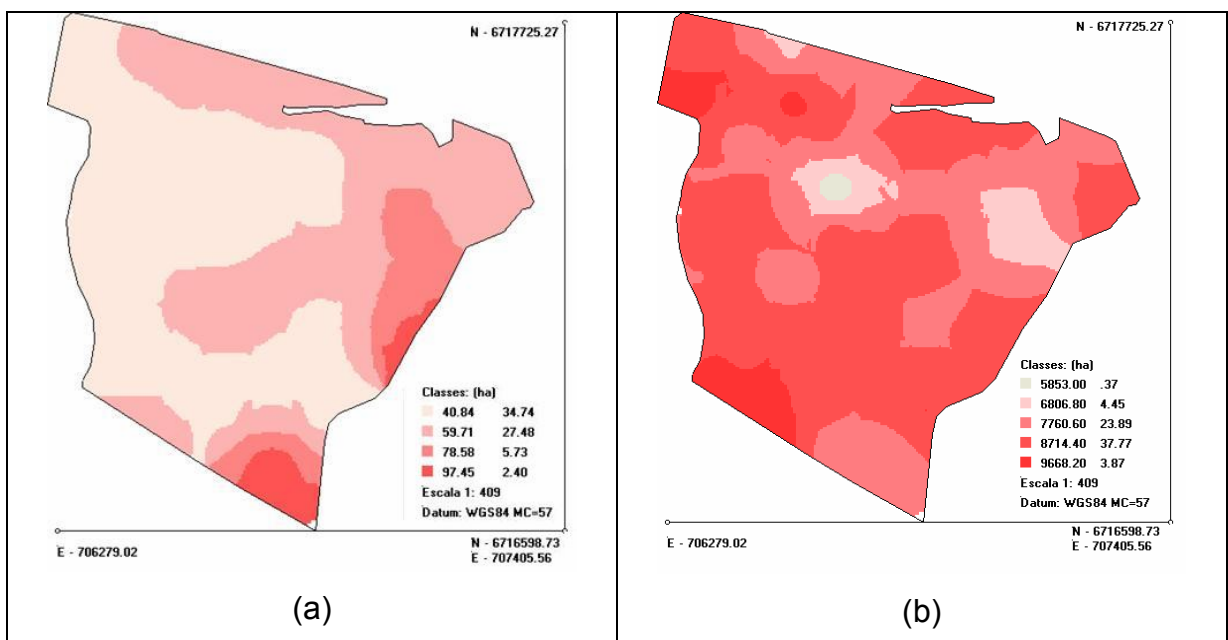 N - 6717725.27
Classes: (ha)
40.84 34.74
59.71 27.48
78.58 5.73
97.45 2.40
Escala 1: 409
Datum: WGS84 MC=57
E - 706279.02
N - 6716598.73
E - 707405.56
(a)
N - 6717725.27
Classes: (ha)
5853.00 .37
6806.80 4.45
7760.60 23.89
8714.40 37.77
9668.20 3.87
Escala 1: 409
Datum: WGS84 MC=57
E - 706279.02
N - 6716598.73
E - 707405.56
(b)